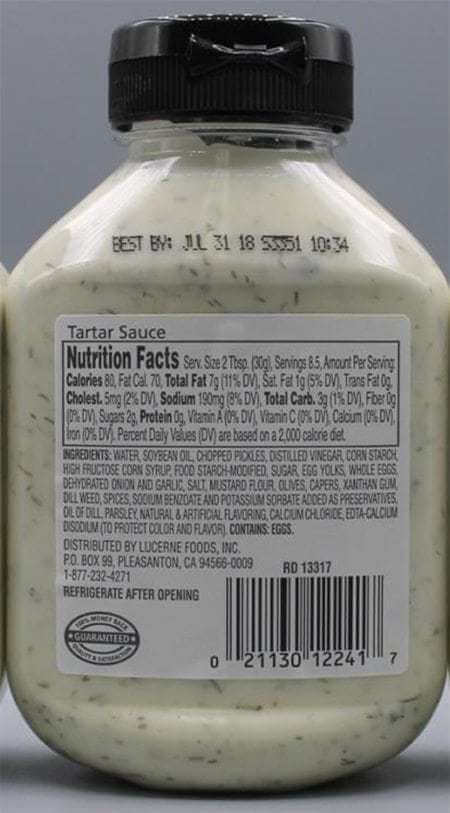 BEST BY: JUL 31 18 S3351 10:34
Tartar Sauce
Nutrition Facts Serv. Size 2 Tbsp. (30g), Servings 8.5, Amount Per Serving:
Calories 80, Fat Cal. 70, Total Fat 7g (11% DV), Sat. Fat 1g (5% DV), Trans Fat 0g,
Cholest. 5mg (2% DV), Sodium 190mg (8% DV), Total Carb. 3g (1% DV), Fiber 0g
(0% DV), Sugars 2g, Protein 0g, Vitamin A (0% DV), Vitamin C (0% DV), Calcium (0% DV),
Iron (0% DV). Percent Daily Values (DV) are based on a 2,000 calorie diet.
INGREDIENTS: WATER, SOYBEAN OIL, CHOPPED PICKLES, DISTILLED VINEGAR, CORN STARCH,
HIGH FRUCTOSE CORN SYRUP, FOOD STARCH-MODIFIED, SUGAR, EGG YOLKS, WHOLE EGGS,
DEHYDRATED ONION AND GARLIC, SALT, MUSTARD FLOUR, OLIVES, CAPERS, XANTHAN GUM,
DILL WEED, SPICES, SODIUM BENZOATE AND POTASSIUM SORBATE ADDED AS PRESERVATIVES,
OIL OF DILL, PARSLEY, NATURAL & ARTIFICIAL FLAVORING, CALCIUM CHLORIDE, EDTA-CALCIUM
DISODIUM (TO PROTECT COLOR AND FLAVOR). CONTAINS: EGGS.
DISTRIBUTED BY LUCERNE FOODS, INC.
P.O. BOX 99, PLEASANTON, CA 94566-0009
1-877-232-4271
RD 13317
REFRIGERATE AFTER OPENING
100% MONEY BACK
GUARANTEED
QUALITY & SATISFACTION
0 21130 12241 7